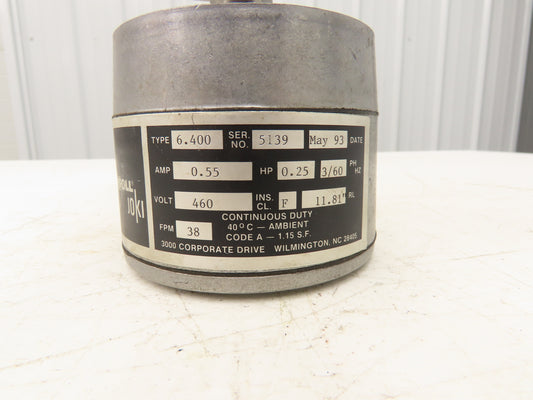 TYPE 6.400 SER. NO. 5139 May 93 DATE
AMP 0.55 HP 0.25 3/60 PH HZ
VOLT 460 INS. CL. F 11.81" RL
FPM 38
CONTINUOUS DUTY
40°C — AMBIENT
CODE A — 1.15 S.F.
3000 CORPORATE DRIVE WILMINGTON, NC 28405
JOKI